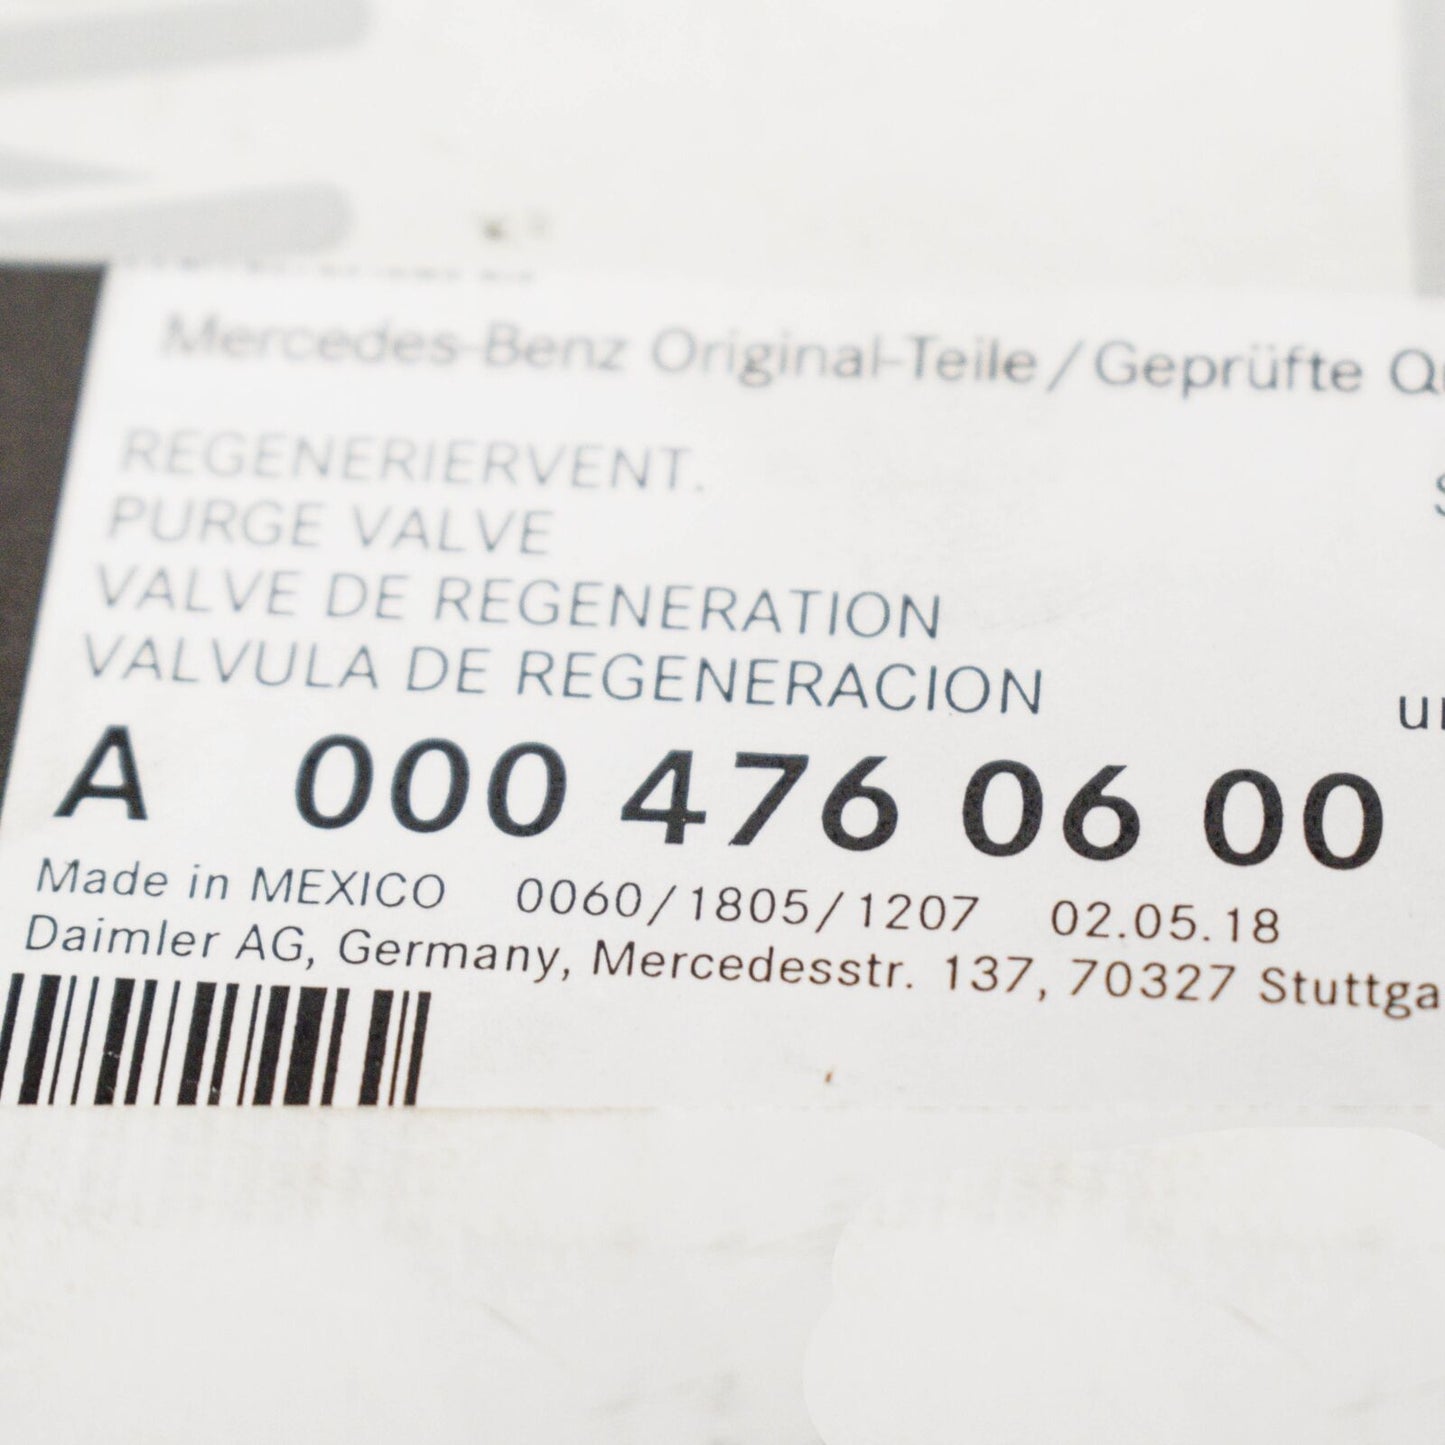 Mercedes-Benz Original-Teile/Geprüfte
REGENERIERVENT.
PURGE VALVE
VALVE DE REGENERATION
VALVULA DE REGENERACION
A 000 476 06 00
Made in MEXICO 0060/1805/1207 02.05.18
Daimler AG, Germany, Mercedesstr. 137, 70327 Stuttga